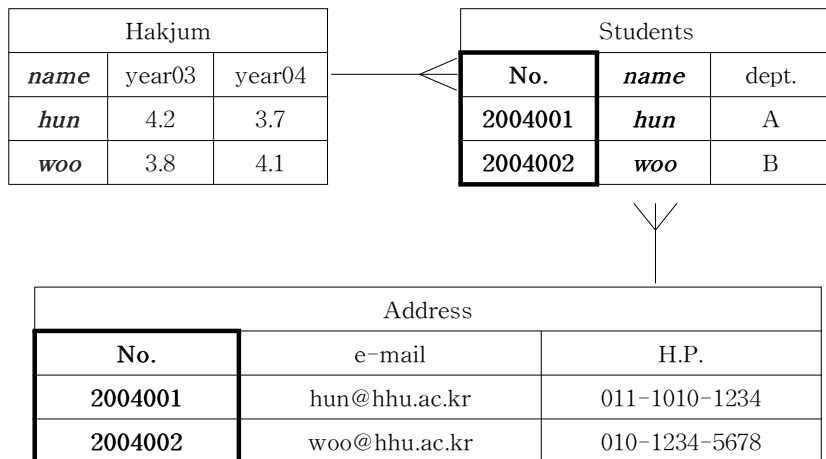 Hakjum
name year03 year04
hun 4.2 3.7
woo 3.8 4.1
Students
No. name dept.
2004001 hun A
2004002 woo B
Address
No. e-mail H.P.
2004001 hun@hhu.ac.kr 011-1010-1234
2004002 woo@hhu.ac.kr 010-1234-5678